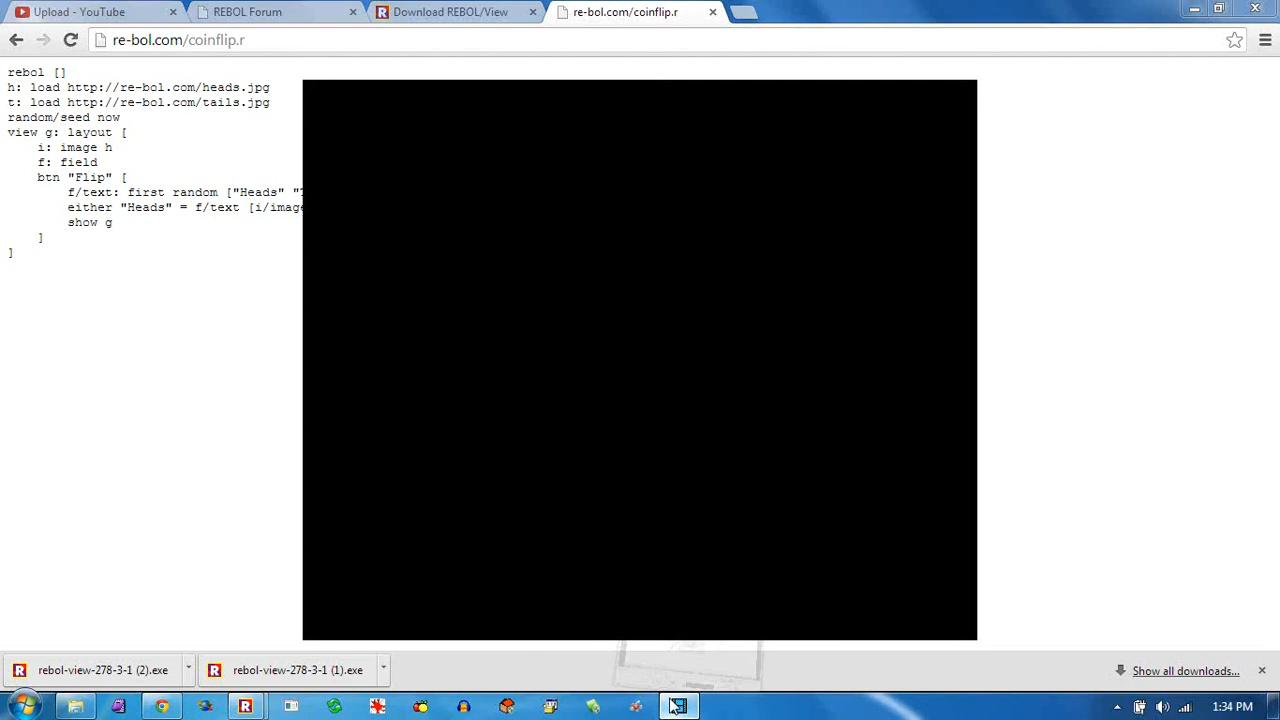 Upload - YouTube
REBOL Forum
Download REBOL/View
re-bol.com/coinflip.r
re-bol.com/coinflip.r
rebol []
h: load http://re-bol.com/heads.jpg
t: load http://re-bol.com/tails.jpg
random/seed now
view g: layout [
i: image h
f: field
btn "Flip" [
f/text: first random ["Heads"
either "Heads" = f/text [i/image
show g
]
]
rebol-view-278-3-1 (2).exe
rebol-view-278-3-1 (1).exe
Show all downloads...
1:34 PM